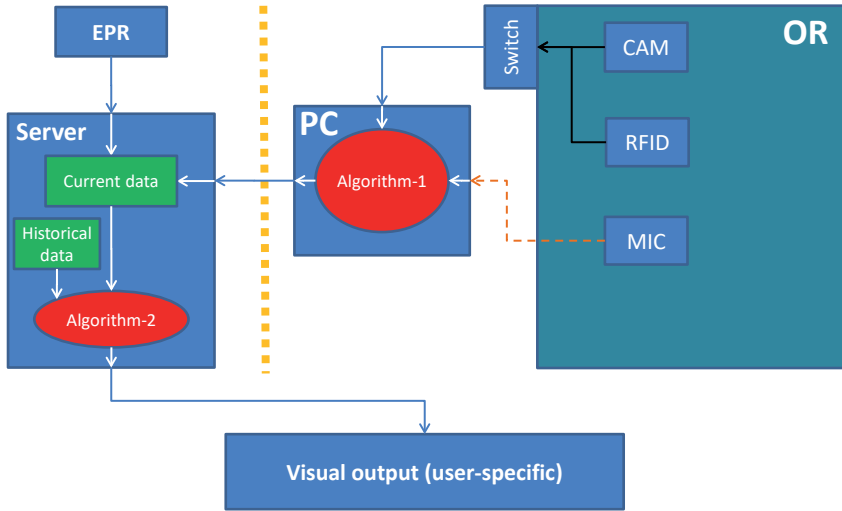 EPR
Switch
CAM
OR
Server
PC
RFID
Current data
Algorithm-1
Historical
data
MIC
Algorithm-2
Visual output (user-specific)